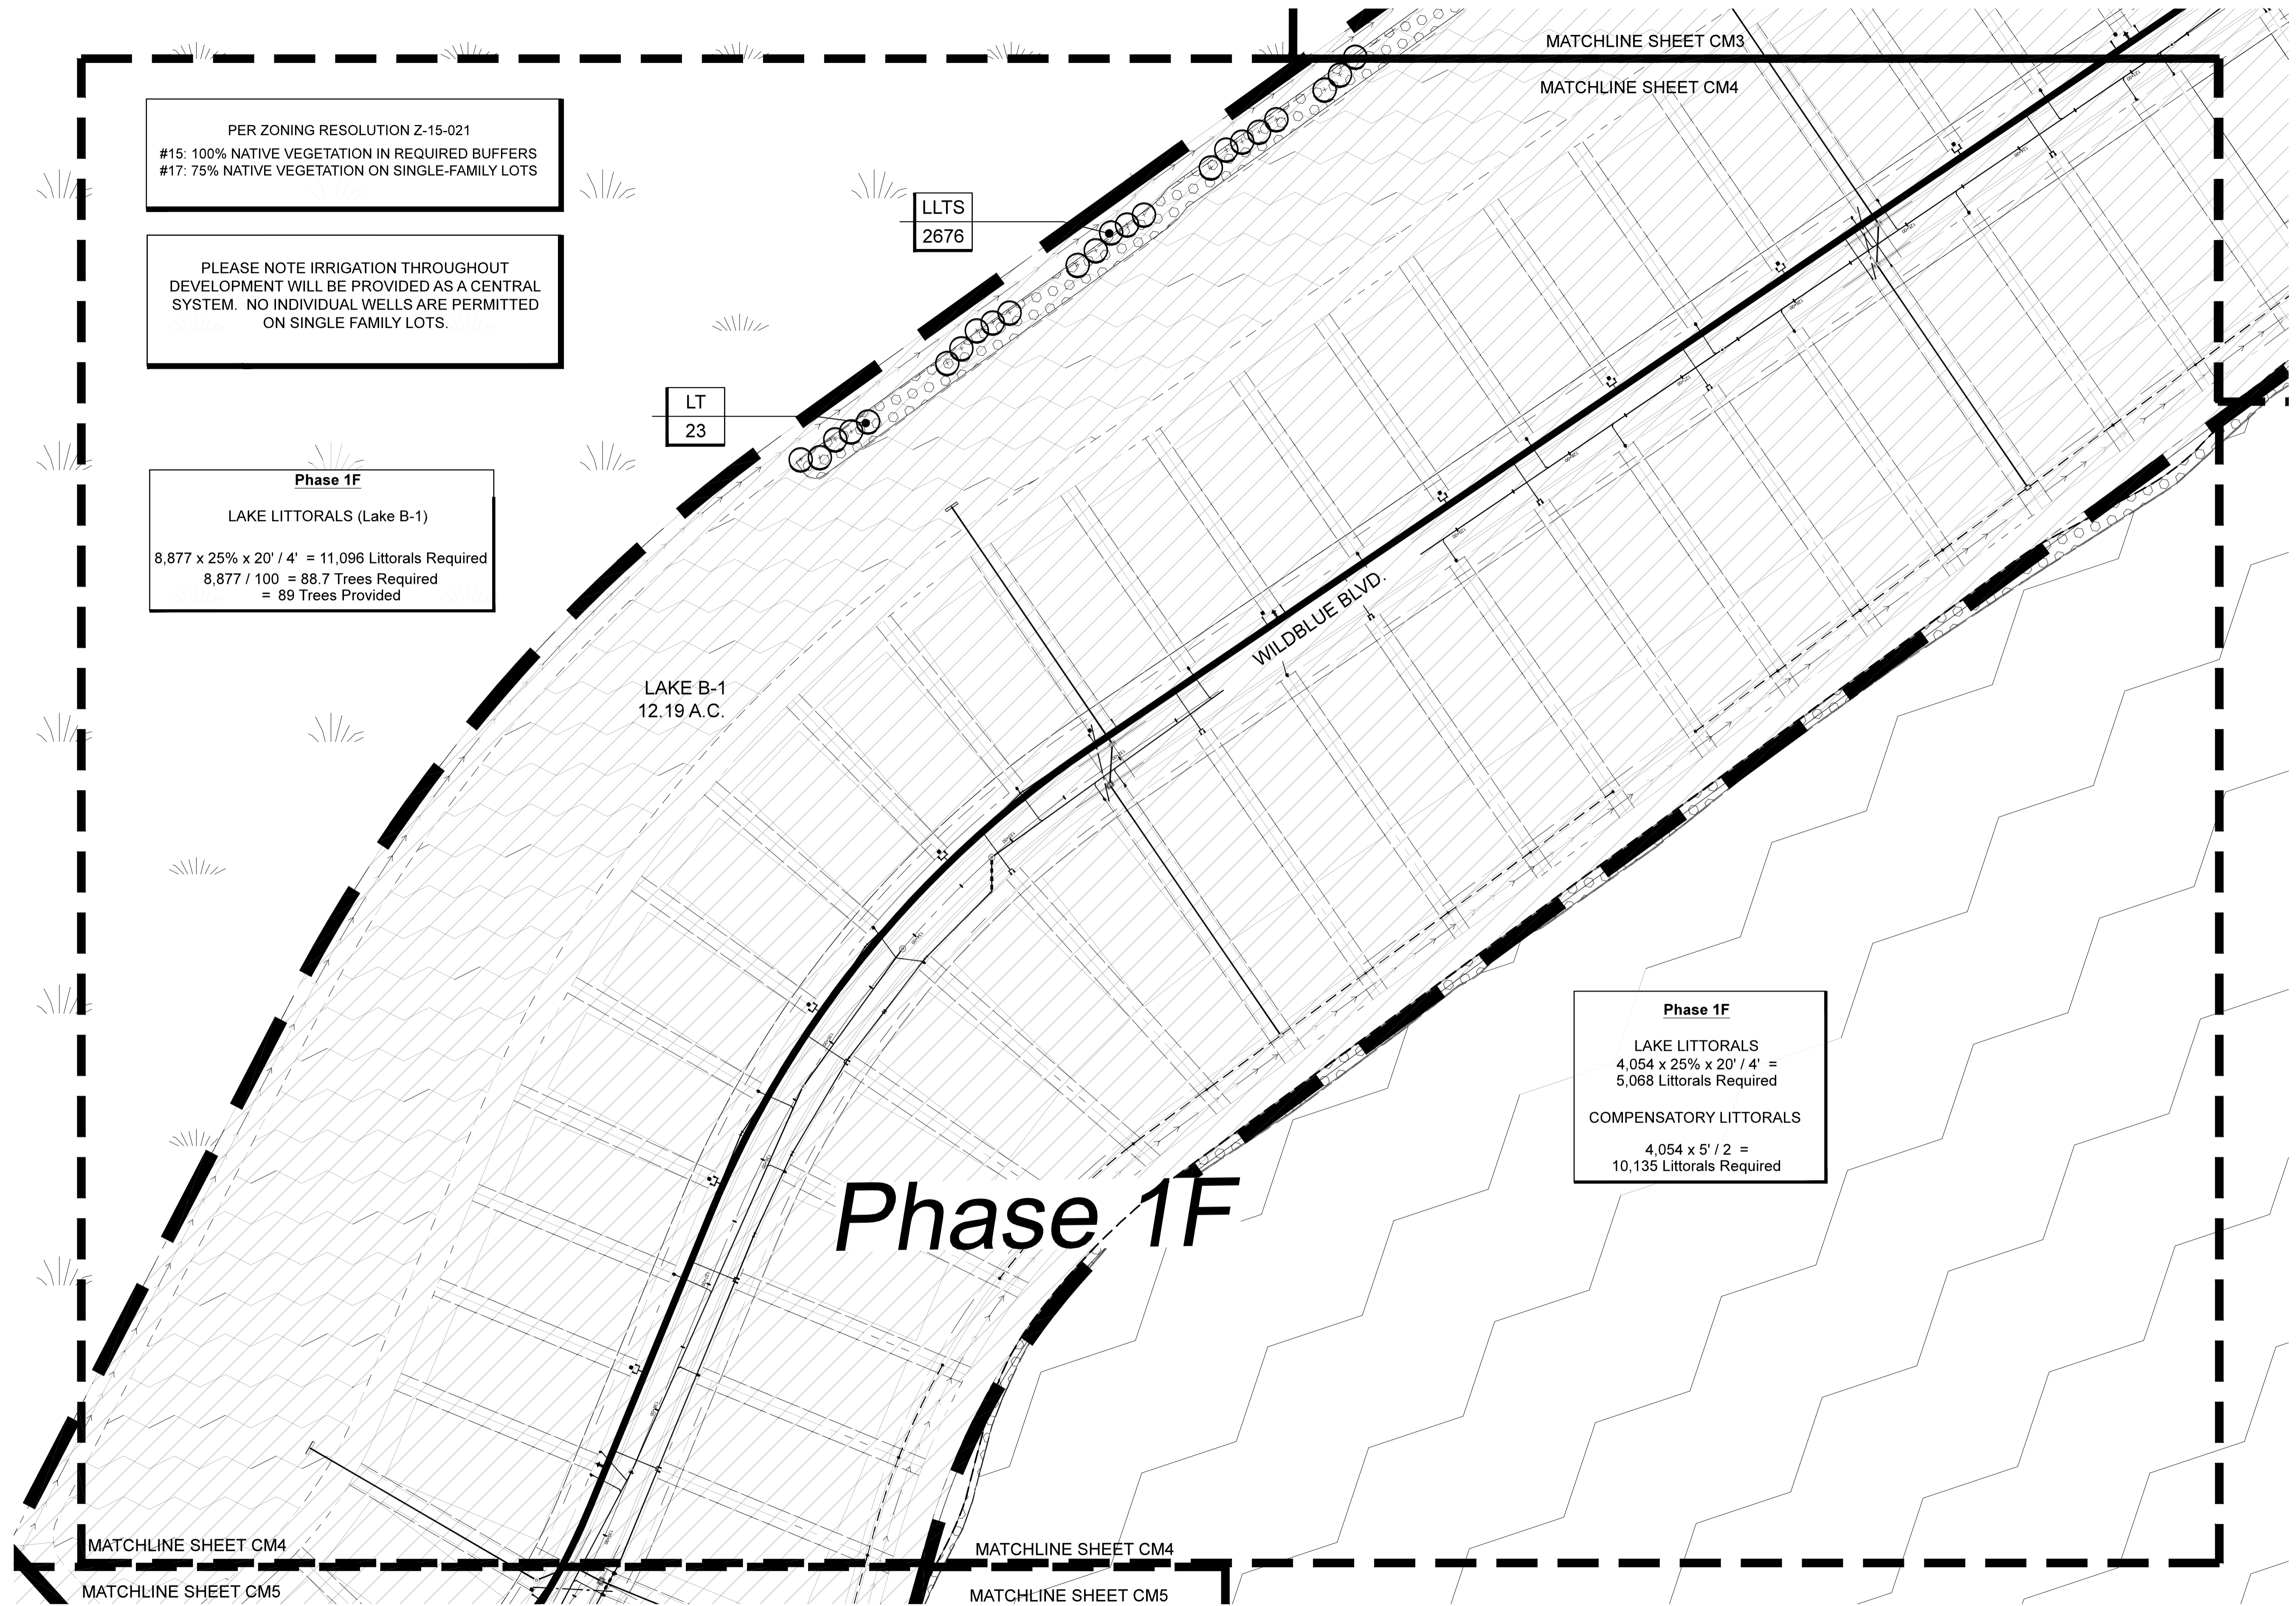 MATCHLINE SHEET CM3
MATCHLINE SHEET CM4
PER ZONING RESOLUTION Z-15-021
#15: 100% NATIVE VEGETATION IN REQUIRED BUFFERS
#17: 75% NATIVE VEGETATION ON SINGLE-FAMILY LOTS
PLEASE NOTE IRRIGATION THROUGHOUT
DEVELOPMENT WILL BE PROVIDED AS A CENTRAL
SYSTEM. NO INDIVIDUAL WELLS ARE PERMITTED
ON SINGLE FAMILY LOTS.
LLTS
2676
LT
23
Phase 1F
LAKE LITTORALS (Lake B-1)
8,877 x 25% x 20' / 4' = 11,096 Littorals Required
8,877 / 100 = 88.7 Trees Required
= 89 Trees Provided
WILDBLUE BLVD.
LAKE B-1
12.19 A.C.
Phase 1F
LAKE LITTORALS
4,054 x 25% x 20' / 4' =
5,068 Littorals Required
COMPENSATORY LITTORALS
4,054 x 5' / 2 =
10,135 Littorals Required
Phase 1F
MATCHLINE SHEET CM4
MATCHLINE SHEET CM5
MATCHLINE SHEET CM4
MATCHLINE SHEET CM5